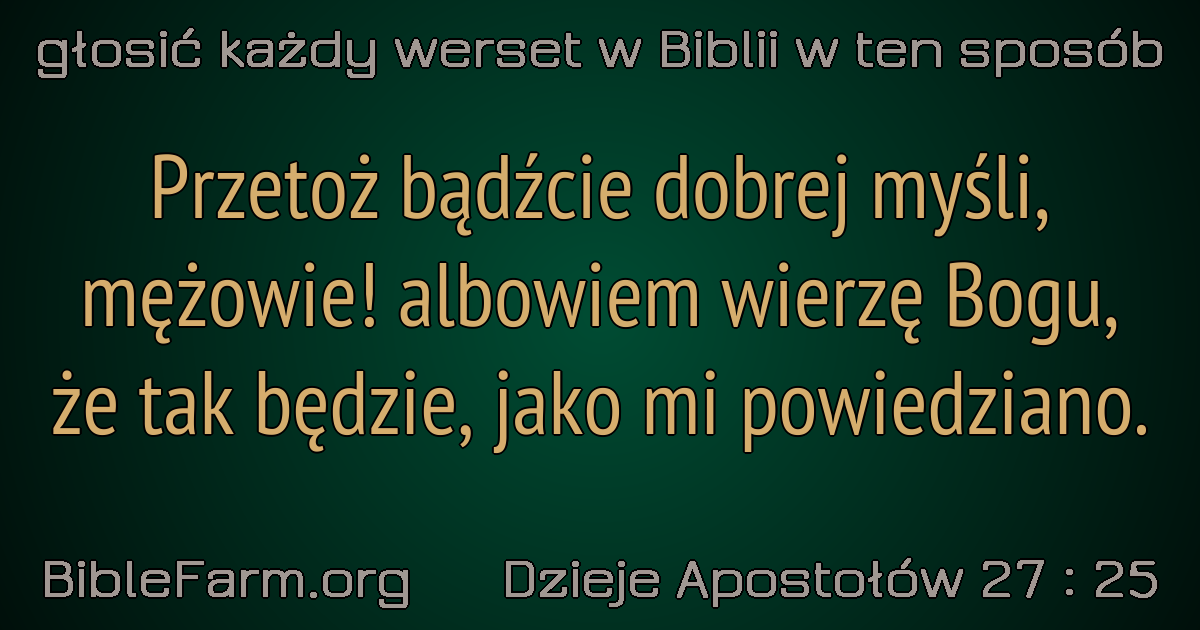 głosić każdy werset w Biblii w ten sposób
Przetoż bądźcie dobrej myśli,
mężowie! albowiem wierzę Bogu,
że tak będzie, jako mi powiedziano.
BibleFarm.org Dzieje Apostołów 27 : 25